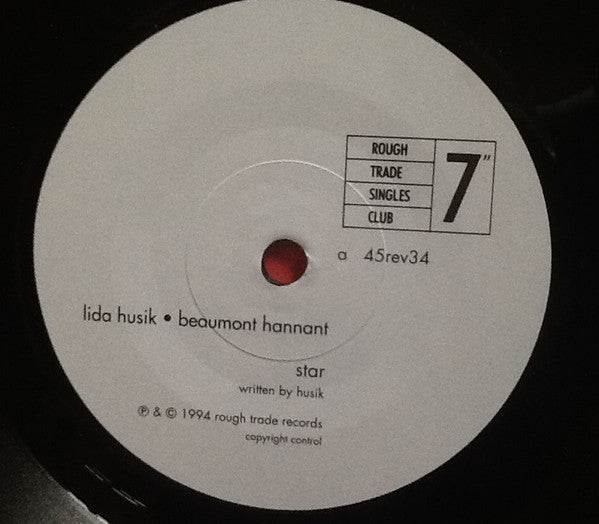 ROUGH
TRADE
SINGLES
CLUB
7"
a 45rev34
lida husik • beaumont hannant
star
written by husik
℗ & © 1994 rough trade records
copyright control